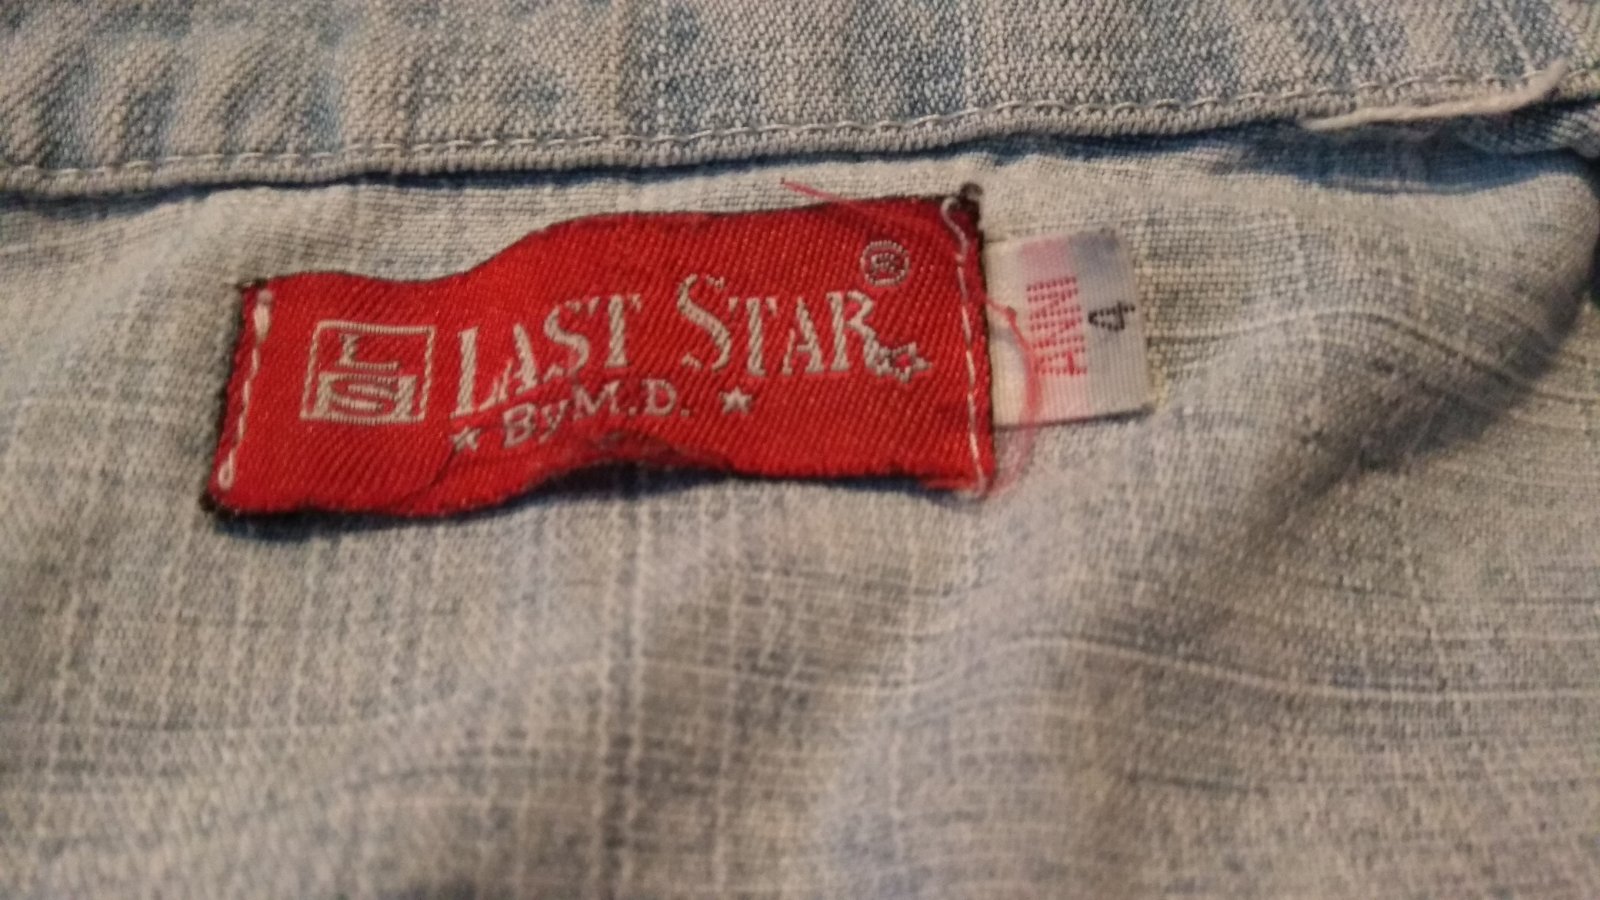 LS
LAST STAR ®
By M.D.
4